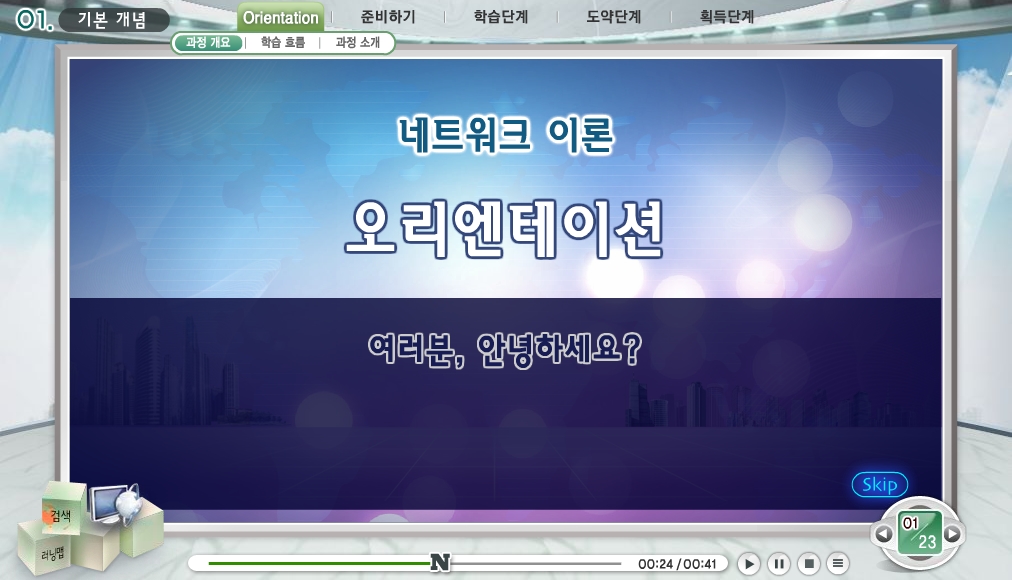 01. 기본 개념
Orientation
준비하기
학습단계
도약단계
획득단계
과정 개요
학습 흐름
과정 소개
네트워크 이론
오리엔테이션
여러분, 안녕하세요?
Skip
검색
러닝맵
N
00:24 / 00:41
01
23